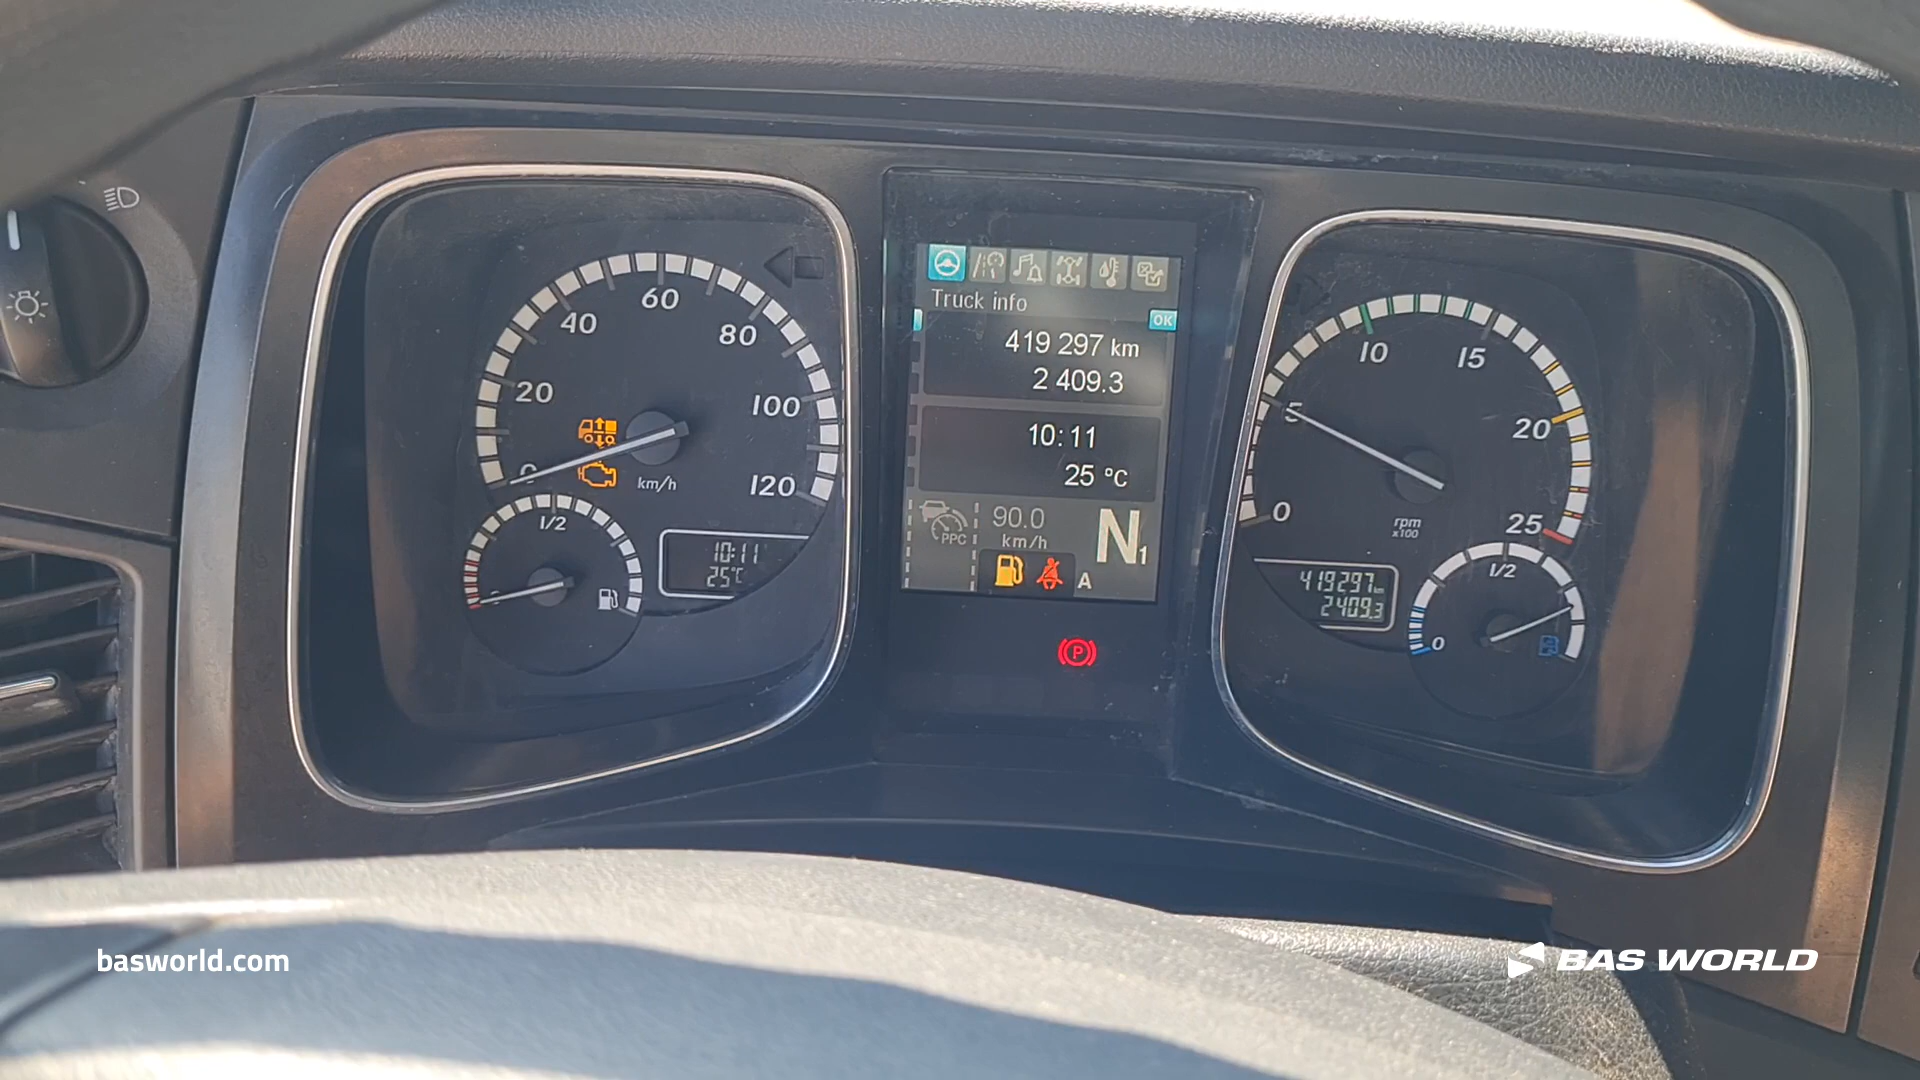 20
40
60
80
100
120
0
km/h
1/2
10:11
25°C
Truck info
OK
419 297 km
2 409.3
10:11
25 °C
PPC
90.0
km/h
N1
A
P
0
5
10
15
20
25
rpm
x100
419297km
2409.3
1/2
0
basworld.com
BAS WORLD